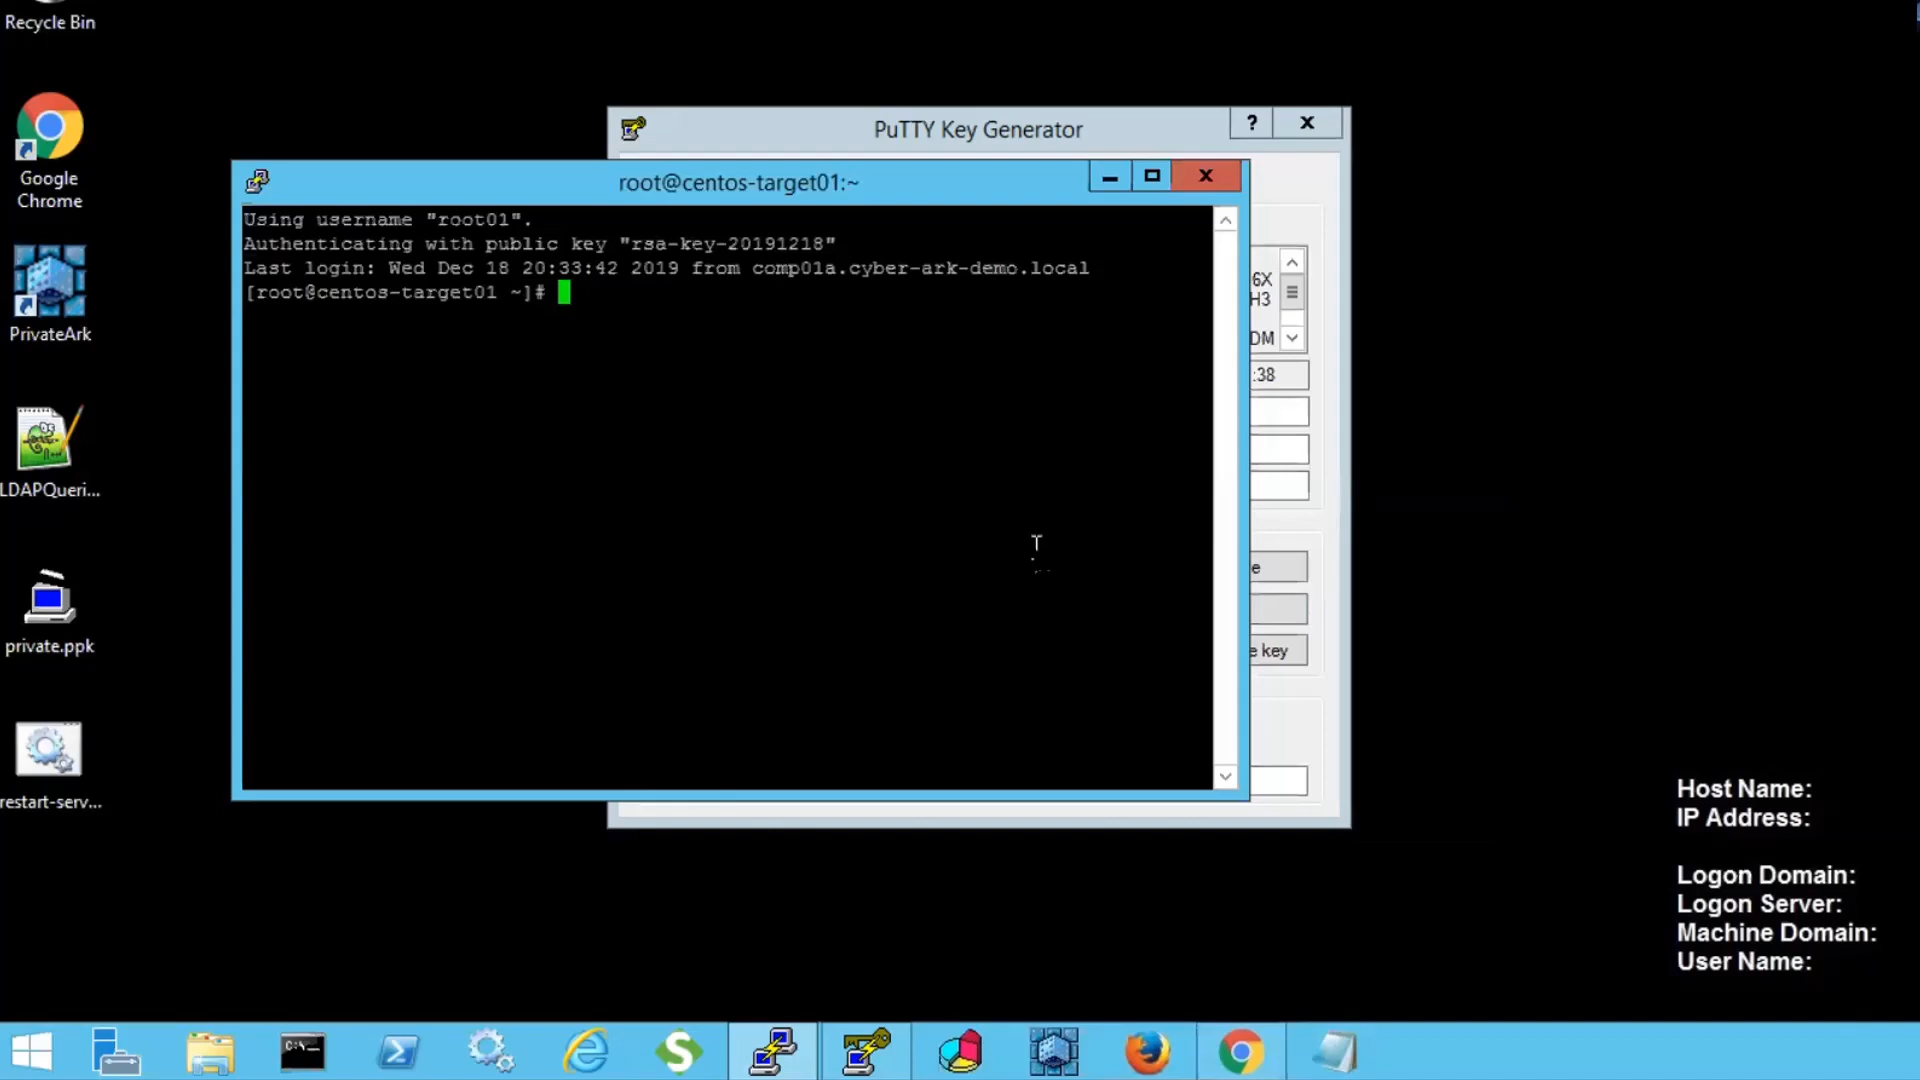 Recycle Bin
Google
Chrome
PrivateArk
LDAPQueri...
private.ppk
restart-serv...
PuTTY Key Generator
?
X
root@centos-target01:~
X
Using username "root01".
Authenticating with public key "rsa-key-20191218"
Last login: Wed Dec 18 20:33:42 2019 from comp01a.cyber-ark-demo.local
[root@centos-target01 ~]#
6X
H3
DM
:38
e
e key
Host Name:
IP Address:
Logon Domain:
Logon Server:
Machine Domain:
User Name:
C:\
S